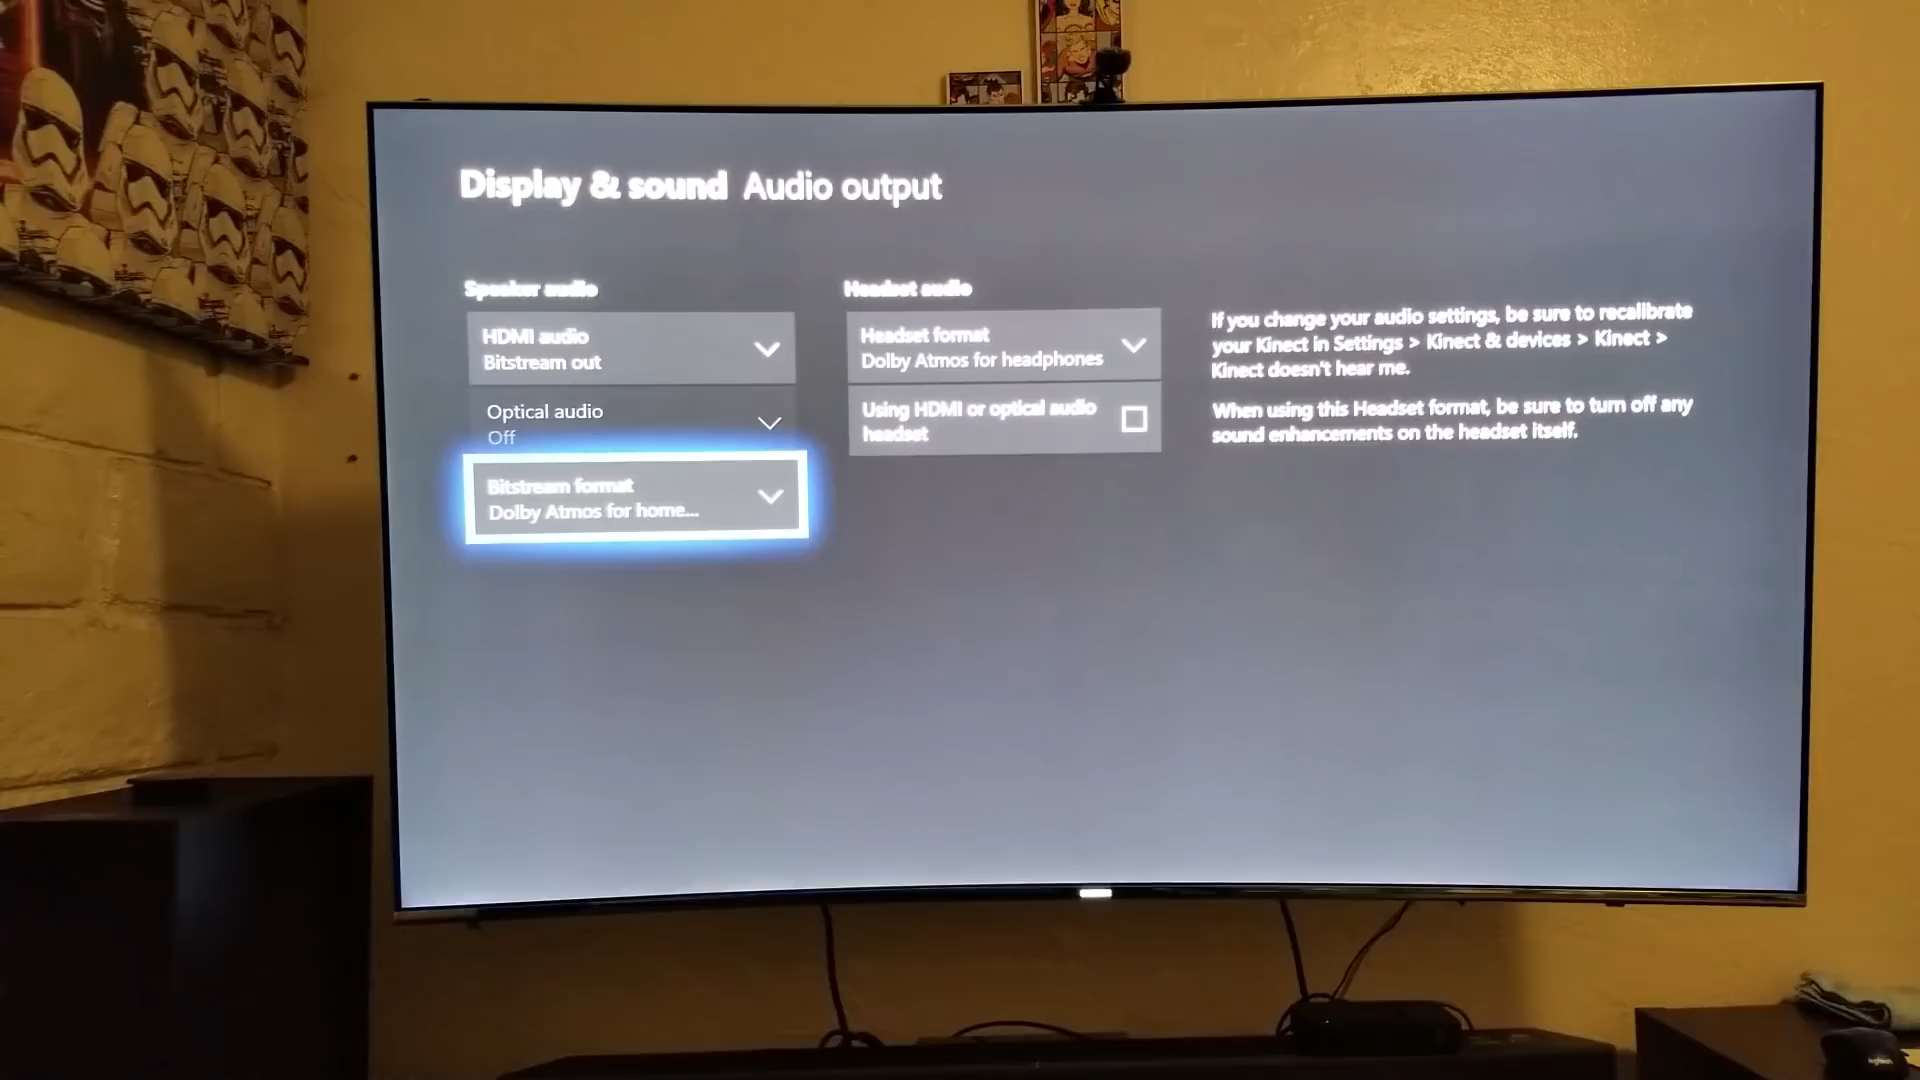 Display & sound Audio output
Speaker audio
HDMI audio
Bitstream out
Optical audio
Off
Bitstream format
Dolby Atmos for home...
Headset audio
Headset format
Dolby Atmos for headphones
Using HDMI or optical audio
headset
If you change your audio settings, be sure to recalibrate
your Kinect in Settings > Kinect & devices > Kinect >
Kinect doesn't hear me.
When using this Headset format, be sure to turn off any
sound enhancements on the headset itself.
logitech